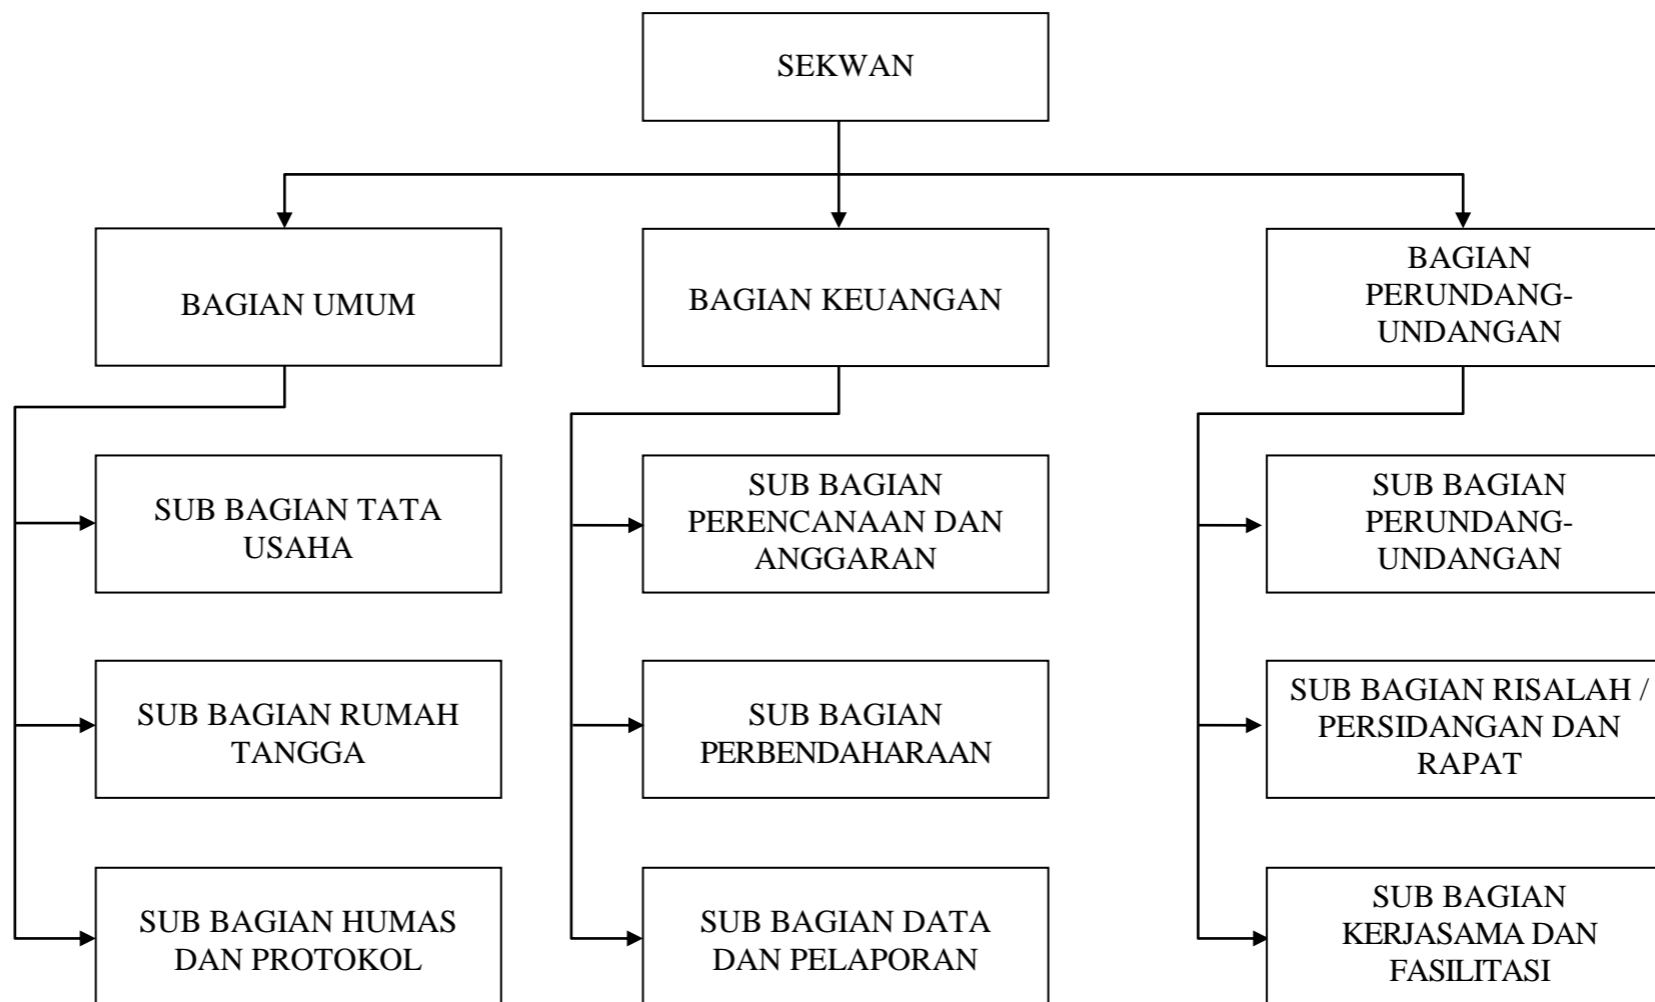 SEKWAN
BAGIAN UMUM
BAGIAN KEUANGAN
BAGIAN
PERUNDANG-
UNDANGAN
SUB BAGIAN TATA
USAHA
SUB BAGIAN
PERENCANAAN DAN
ANGGARAN
SUB BAGIAN
PERUNDANG-
UNDANGAN
SUB BAGIAN RUMAH
TANGGA
SUB BAGIAN
PERBENDAHARAAN
SUB BAGIAN RISALAH /
PERSIDANGAN DAN
RAPAT
SUB BAGIAN HUMAS
DAN PROTOKOL
SUB BAGIAN DATA
DAN PELAPORAN
SUB BAGIAN
KERJASAMA DAN
FASILITASI